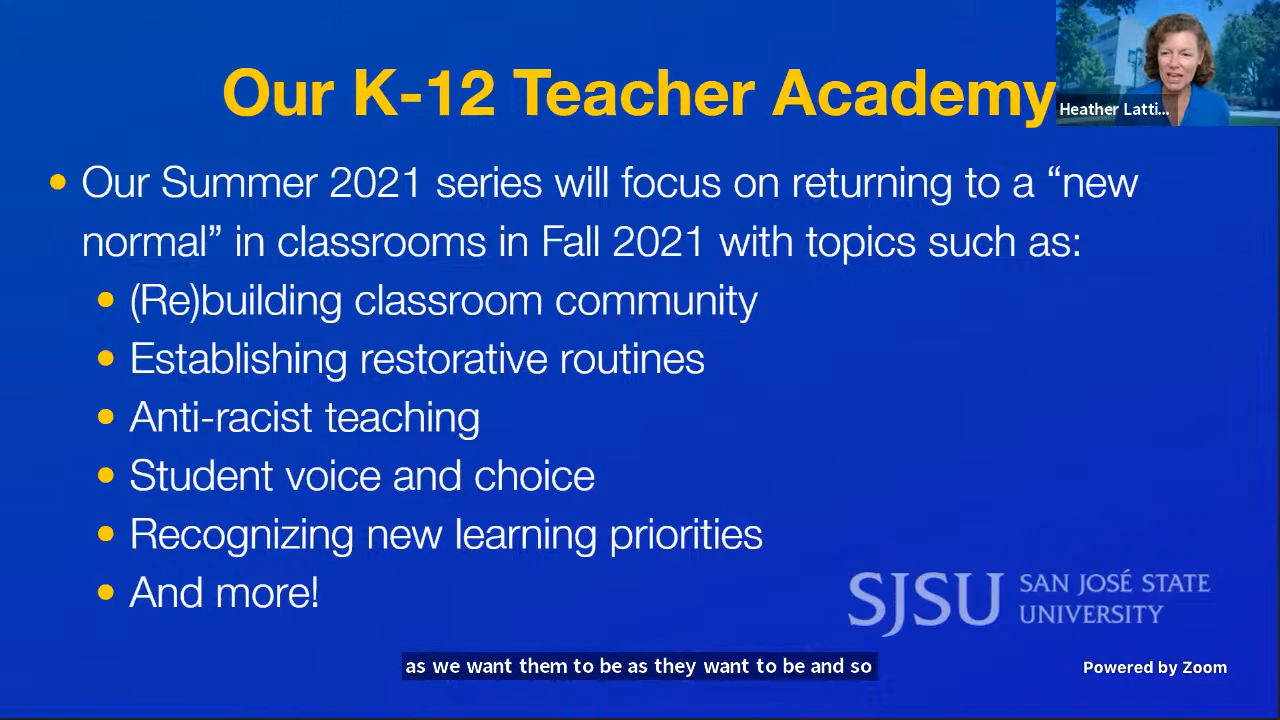 Our K-12 Teacher Academy
Heather Latti...
• Our Summer 2021 series will focus on returning to a “new
normal” in classrooms in Fall 2021 with topics such as:
• (Re)building classroom community
• Establishing restorative routines
• Anti-racist teaching
• Student voice and choice
• Recognizing new learning priorities
• And more!
SJSU SAN JOSÉ STATE
UNIVERSITY
as we want them to be as they want to be and so
Powered by Zoom